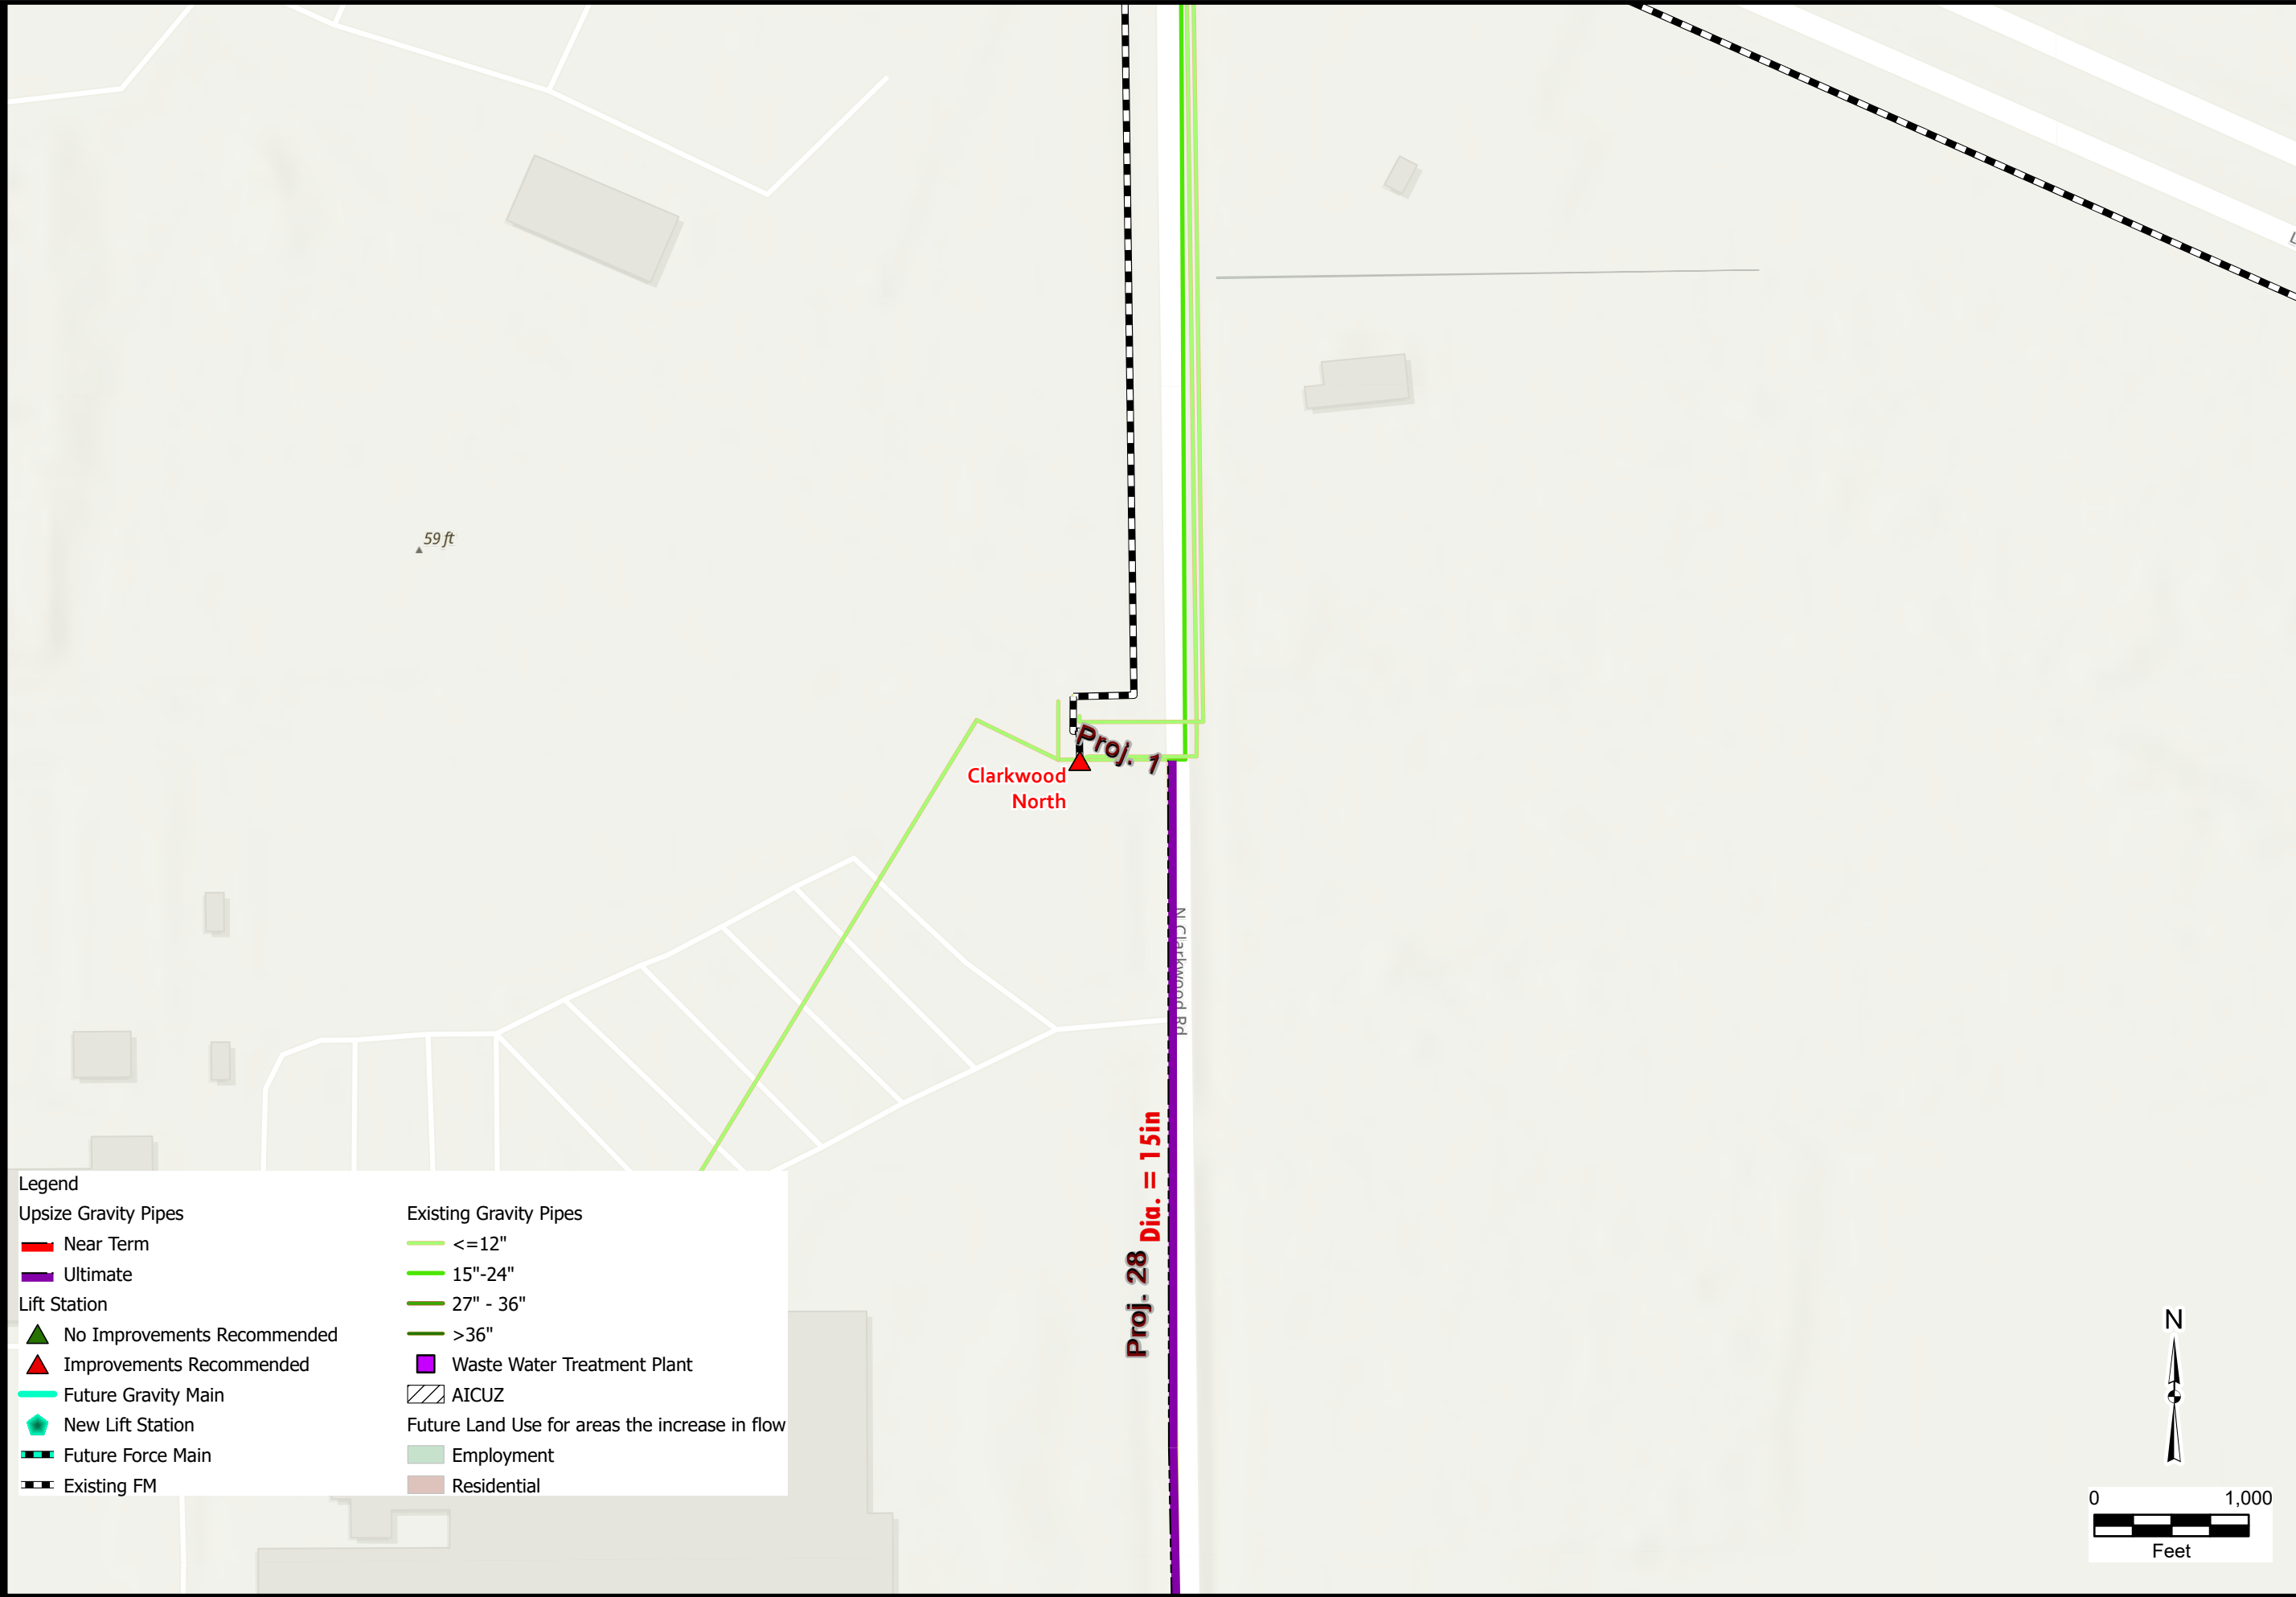 59 ft
Proj. 1
Clarkwood
North
N Clarkwood Rd
Dia. = 15in
Proj. 28
Legend
Upsize Gravity Pipes
Near Term
Ultimate
Lift Station
No Improvements Recommended
Improvements Recommended
Future Gravity Main
New Lift Station
Future Force Main
Existing FM
Existing Gravity Pipes
<=12"
15"-24"
27" - 36"
>36"
Waste Water Treatment Plant
AICUZ
Future Land Use for areas the increase in flow
Employment
Residential
N
0 1,000
Feet